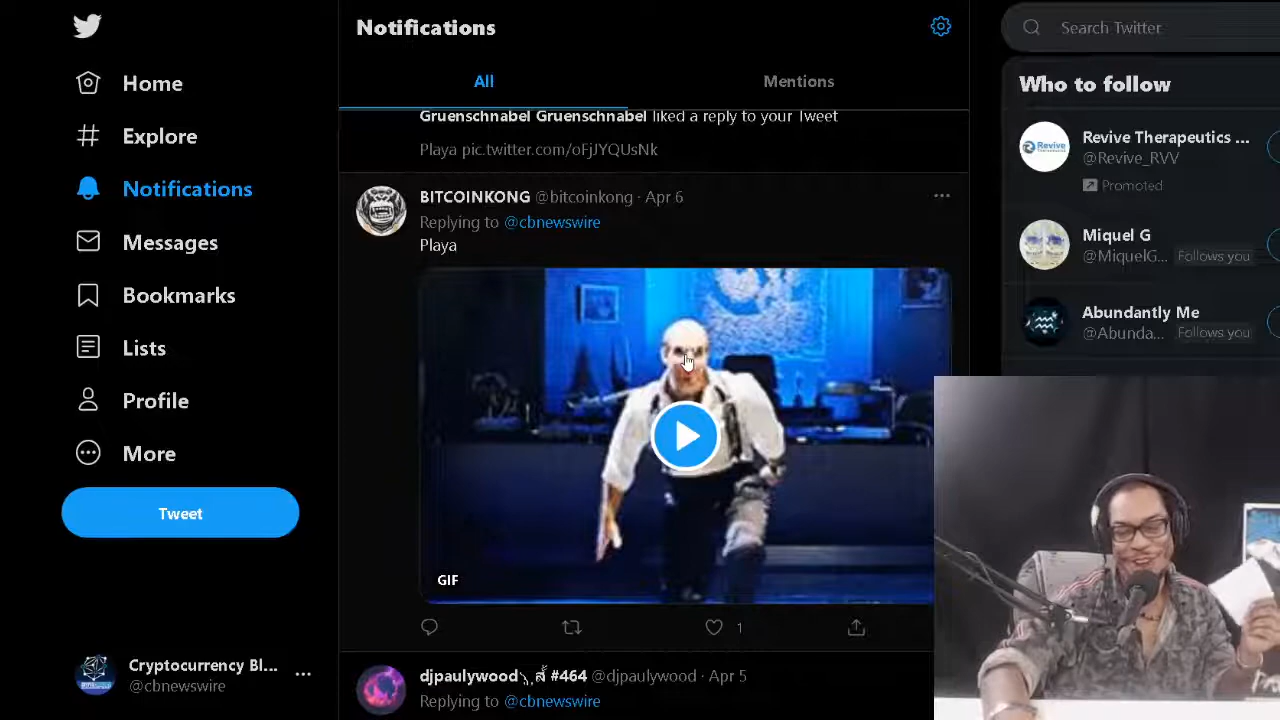 Home
Explore
Notifications
Messages
Bookmarks
Lists
Profile
More
Tweet
Cryptocurrency Bl...
@cbnewswire
Notifications
All
Mentions
Gruenschnabel Gruenschnabel liked a reply to your Tweet
Playa pic.twitter.com/oFjJYQUsNk
BITCOINKONG @bitcoinkong · Apr 6
Replying to @cbnewswire
Playa
GIF
1
djpaulywood #464 @djpaulywood · Apr 5
Replying to @cbnewswire
Search Twitter
Who to follow
Revive Therapeutics ...
@Revive_RVV
Promoted
Miquel G
@MiquelG... Follows you
Abundantly Me
@Abunda... Follows you